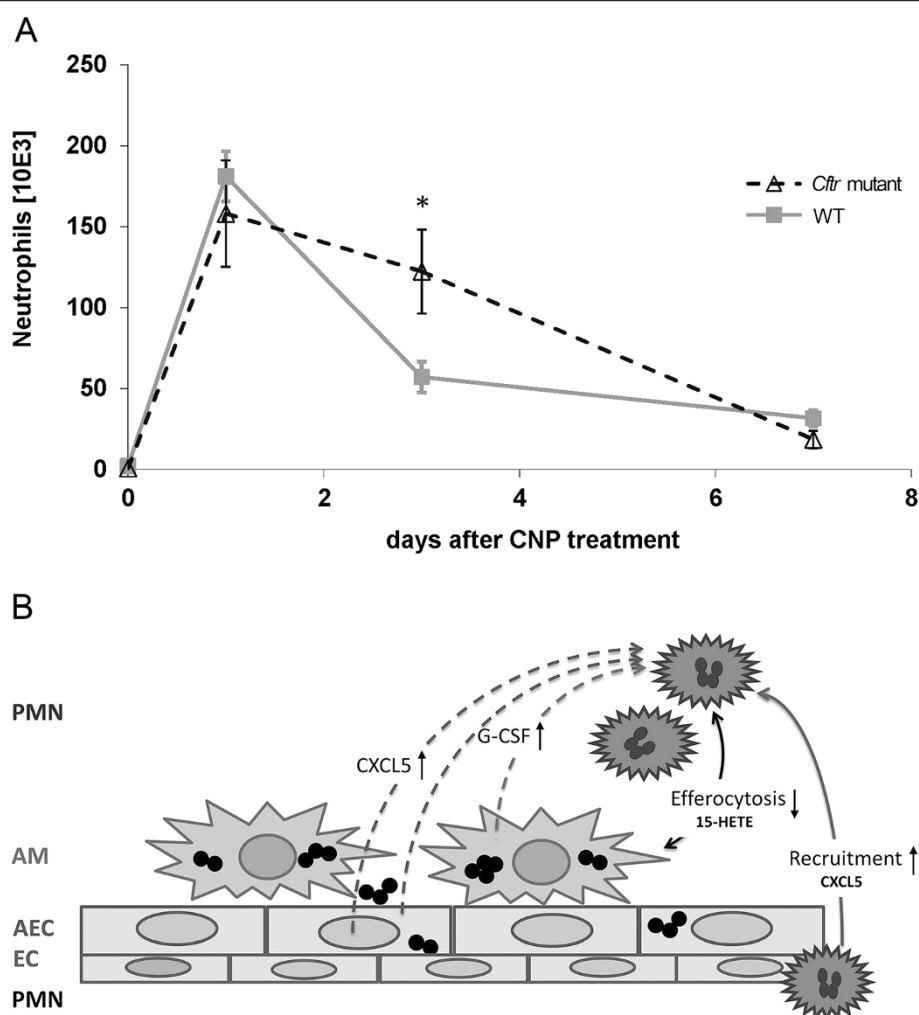 A
Neutrophils [10E3]
250
200
150
100
50
0
*
Cftr mutant
WT
0 2 4 6 8
days after CNP treatment
B
PMN
G-CSF ↑
CXCL5 ↑
Efferocytosis ↓
15-HETE
AM
Recruitment ↑
CXCL5
AEC
EC
PMN